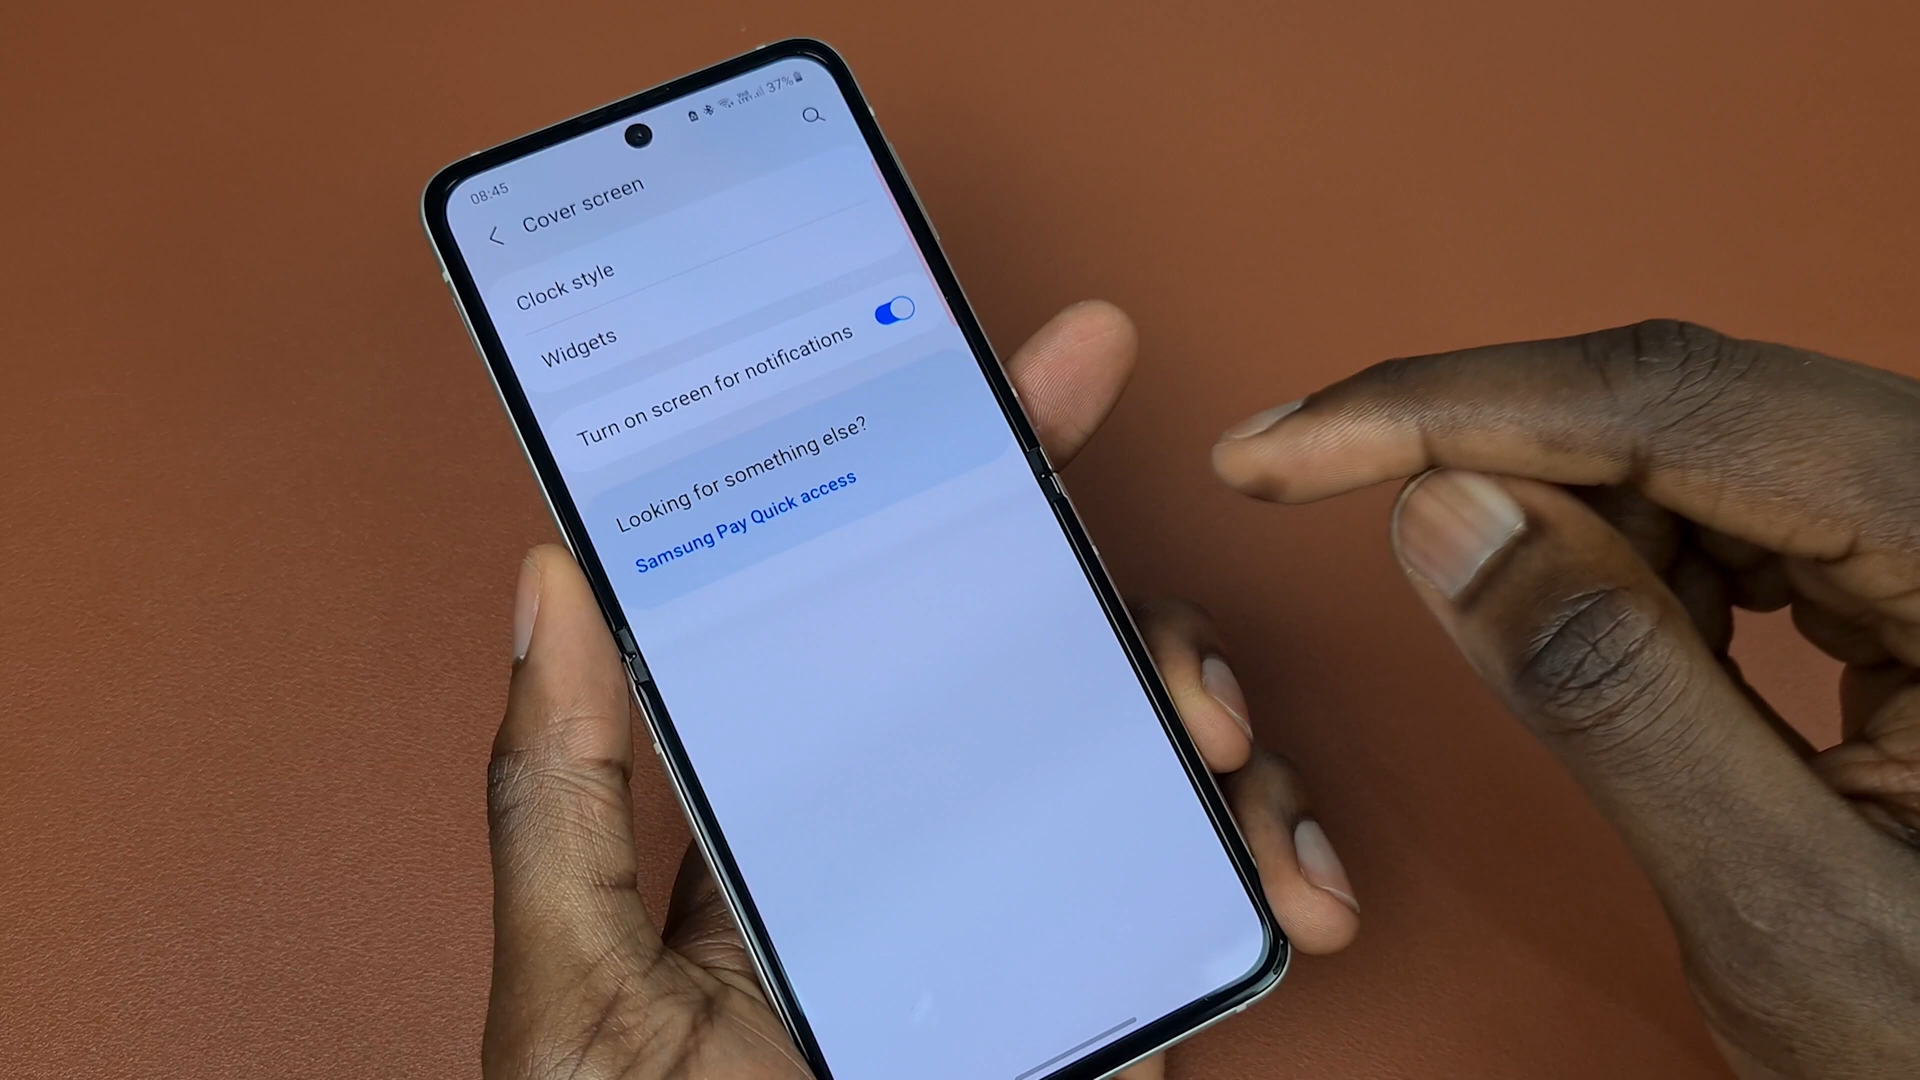 37%
08:45
Cover screen
Clock style
Widgets
Turn on screen for notifications
Looking for something else?
Samsung Pay Quick access